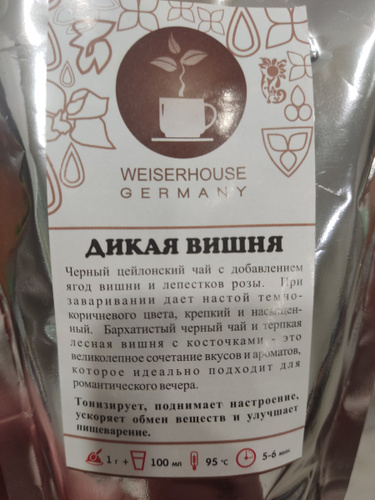 WEISERHOUSE
GERMANY
ДИКАЯ ВИШНЯ
Черный цейлонский чай с добавлением
ягод вишни и лепестков розы. При
заваривании дает настой темно-
коричневого цвета, крепкий и насыщен-
ный. Бархатистый черный чай и терпкая
лесная вишня с косточками - это
великолепное сочетание вкусов и ароматов,
которое идеально подходит для
романтического вечера.
Тонизирует, поднимает настроение,
ускоряет обмен веществ и улучшает
пищеварение.
1 г + 100 мл 95 °С 5-6 мин